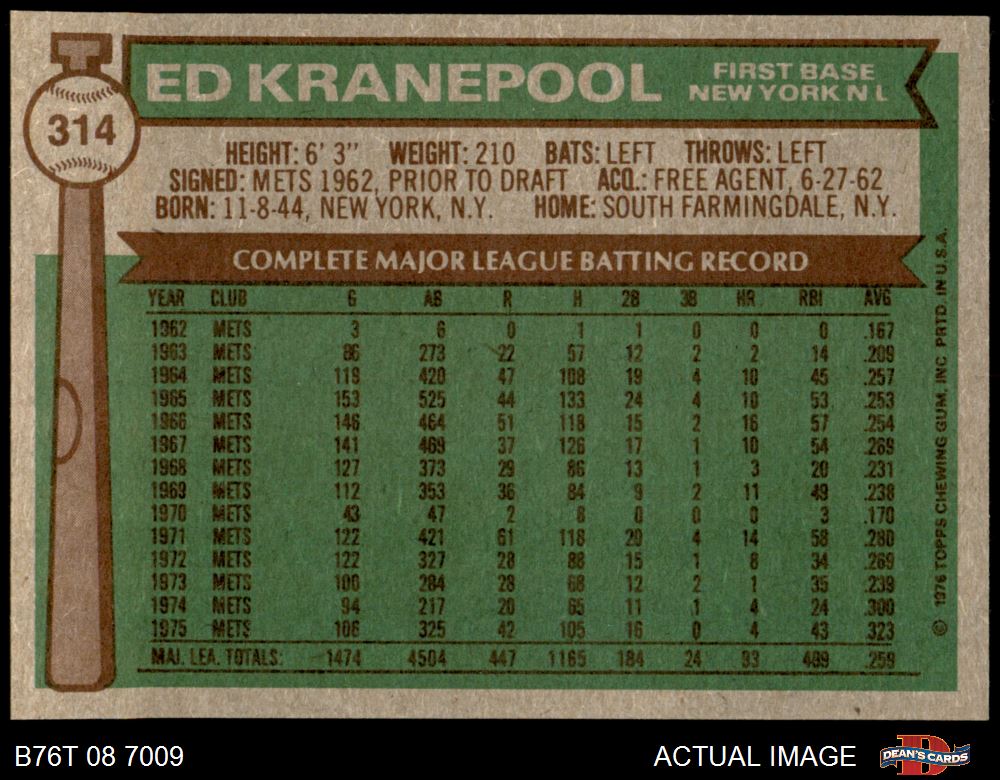 314
ED KRANEPOOL
FIRST BASE
NEW YORK N L
HEIGHT: 6' 3" WEIGHT: 210 BATS: LEFT THROWS: LEFT
SIGNED: METS 1962, PRIOR TO DRAFT ACQ.: FREE AGENT, 6-27-62
BORN: 11-8-44, NEW YORK, N.Y. HOME: SOUTH FARMINGDALE, N.Y.
COMPLETE MAJOR LEAGUE BATTING RECORD
YEAR CLUB G AB R H 2B 3B HR RBI AVG
1962 METS 3 6 0 1 1 0 0 0 .167
1963 METS 86 273 22 57 12 2 2 14 .209
1964 METS 119 420 47 108 19 4 10 45 .257
1965 METS 153 525 44 133 24 4 10 53 .253
1966 METS 146 464 51 118 15 2 16 57 .254
1967 METS 141 469 37 126 17 1 10 54 .269
1968 METS 127 373 29 86 13 1 3 20 .231
1969 METS 112 353 36 84 9 2 11 49 .238
1970 METS 43 47 2 8 0 0 0 3 .170
1971 METS 122 421 61 118 20 4 14 58 .280
1972 METS 122 327 28 88 15 1 8 34 .269
1973 METS 100 284 28 68 12 2 1 35 .239
1974 METS 94 217 20 65 11 1 4 24 .300
1975 METS 106 325 42 105 16 0 4 43 .323
MAJ. LEA. TOTALS: 1474 4504 447 1165 184 24 93 489 .259
© 1976 TOPPS CHEWING GUM, INC PRTD. IN U.S.A.
B76T 08 7009
ACTUAL IMAGE
D
DEAN'S CARDS